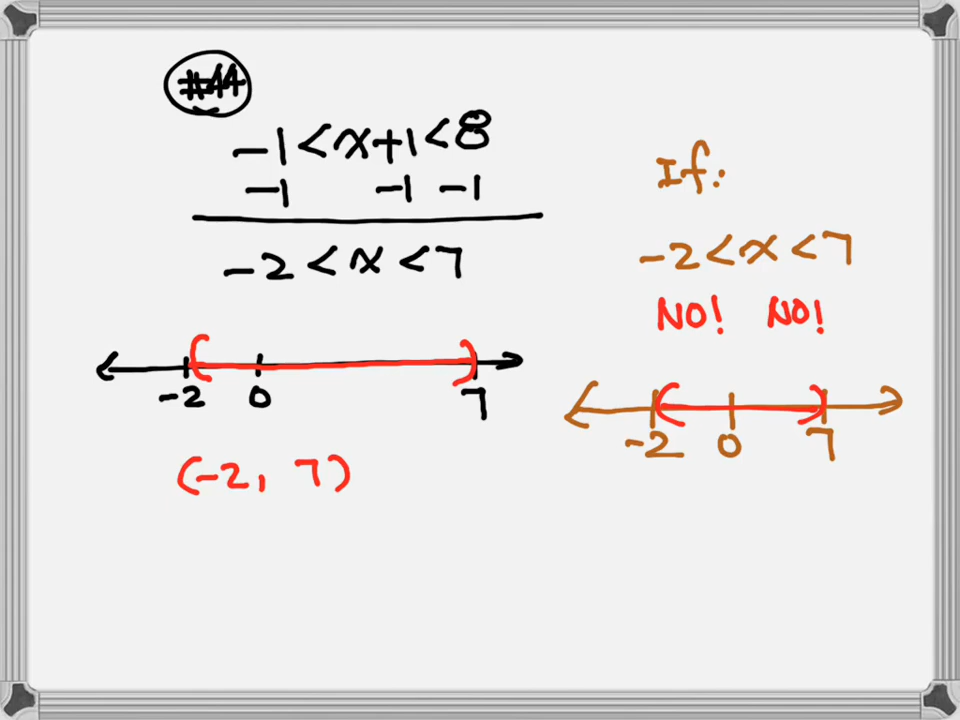 #44
-1 < x + 1 < 8
-1 -1 -1
-2 < x < 7
-2 0 7
(-2, 7)
If:
-2 < x < 7
NO! NO!
-2 0 7